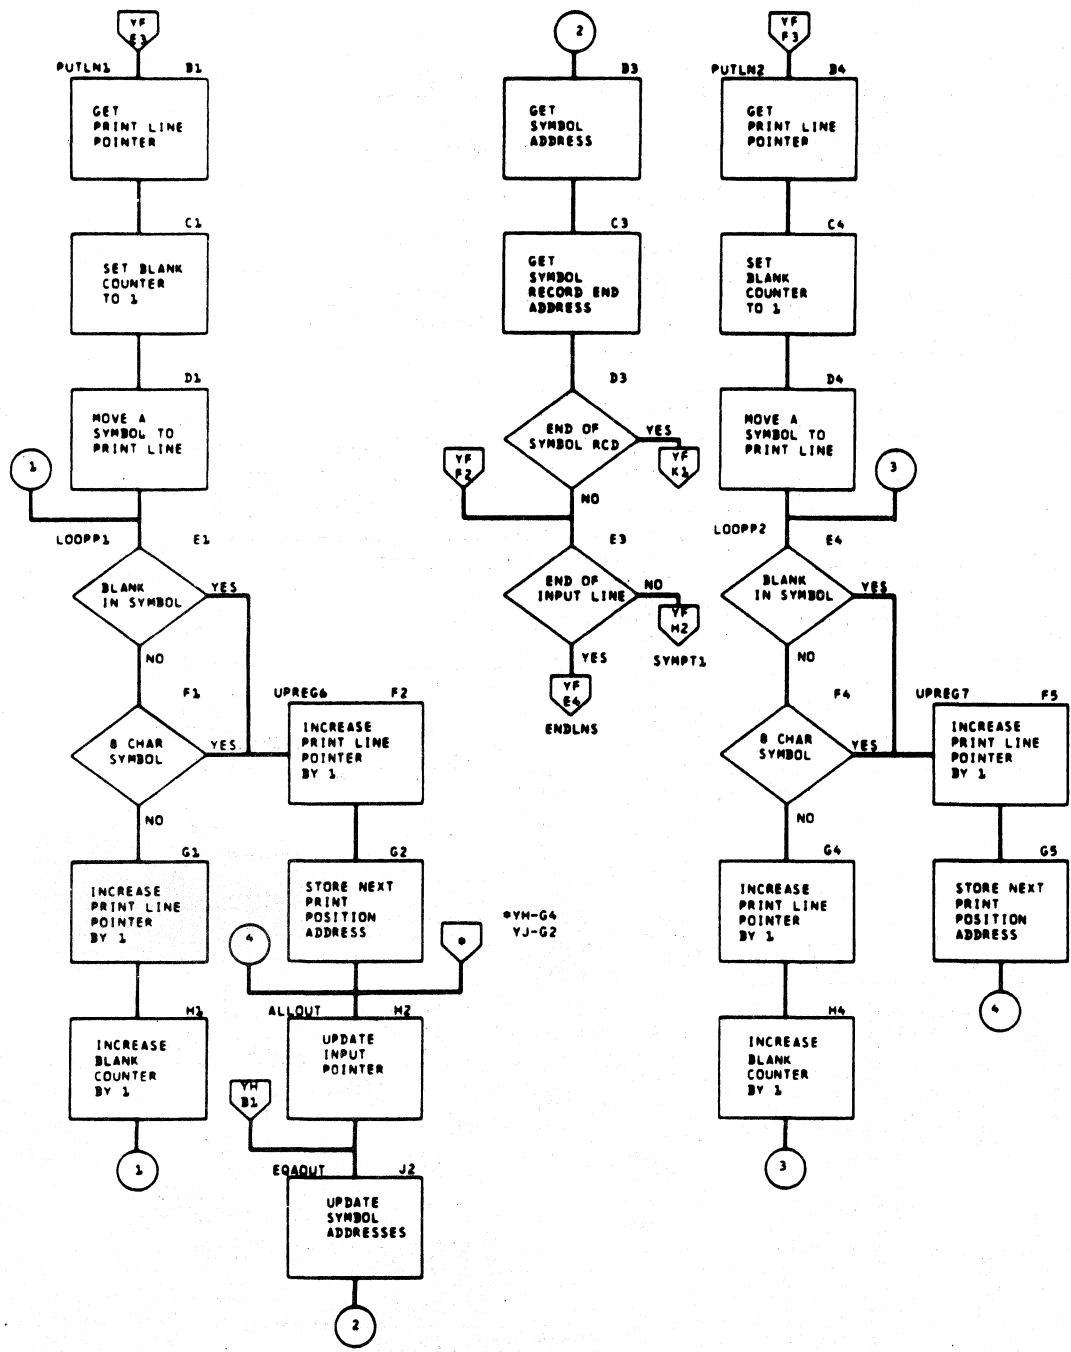 YF
E3
PUTLN1 B1
GET
PRINT LINE
POINTER
C1
SET BLANK
COUNTER
TO 1
D1
MOVE A
SYMBOL TO
PRINT LINE
1
LOOPP1 E1
BLANK
IN SYMBOL
YES
NO
F1
8 CHAR
SYMBOL
YES
NO
G1
INCREASE
PRINT LINE
POINTER
BY 1
H1
INCREASE
BLANK
COUNTER
BY 1
1
UPREG6 F2
INCREASE
PRINT LINE
POINTER
BY 1
G2
STORE NEXT
PRINT
POSITION
ADDRESS
4
*
*YH-G4
YJ-G2
ALLOUT H2
UPDATE
INPUT
POINTER
YH
B1
EQAOUT J2
UPDATE
SYMBOL
ADDRESSES
2
2
B3
GET
SYMBOL
ADDRESS
C3
GET
SYMBOL
RECORD END
ADDRESS
D3
END OF
SYMBOL RCD
YES
YF
K1
NO
YF
F2
E3
END OF
INPUT LINE
NO
YF
H2
SYMPT1
YES
YF
E4
ENDLNS
YF
F3
PUTLN2 B4
GET
PRINT LINE
POINTER
C4
SET
BLANK
COUNTER
TO 1
D4
MOVE A
SYMBOL TO
PRINT LINE
3
LOOPP2 E4
BLANK
IN SYMBOL
YES
NO
F4
8 CHAR
SYMBOL
YES
NO
G4
INCREASE
PRINT LINE
POINTER
BY 1
H4
INCREASE
BLANK
COUNTER
BY 1
3
UPREG7 F5
INCREASE
PRINT LINE
POINTER
BY 1
G5
STORE NEXT
PRINT
POSITION
ADDRESS
4